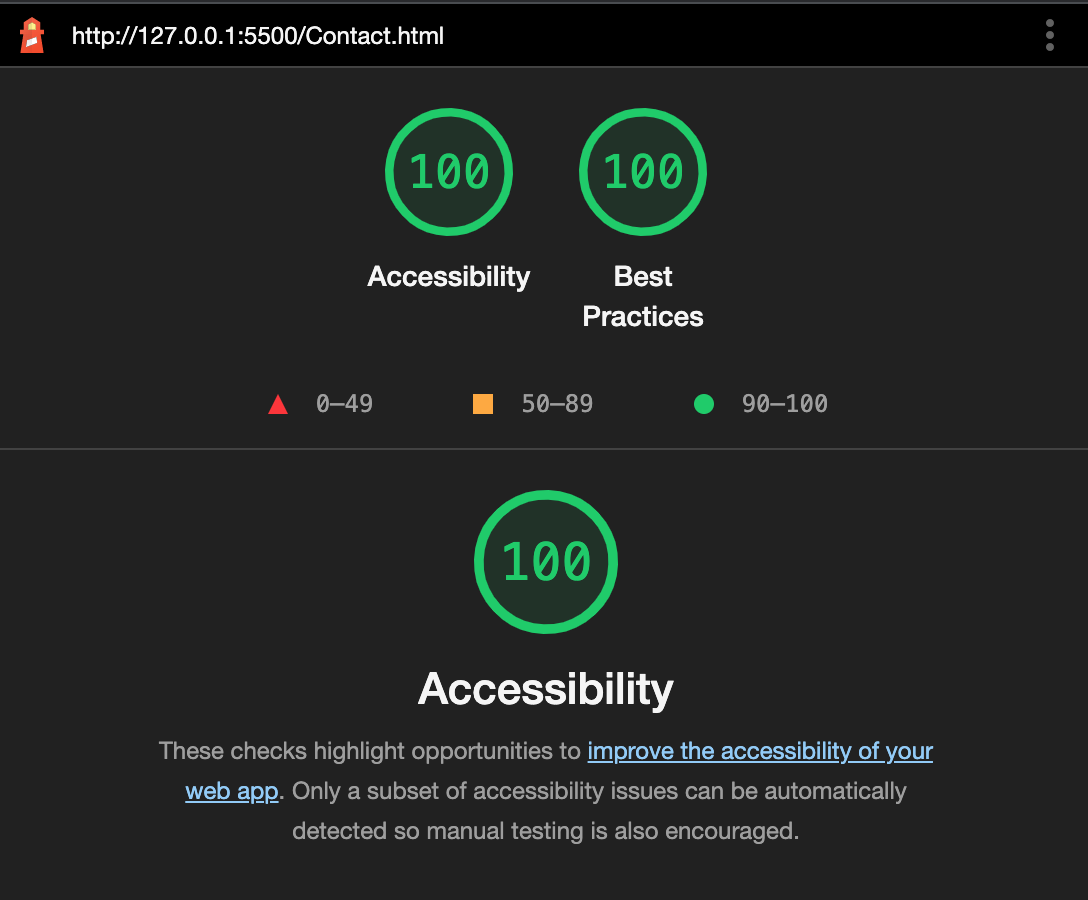 http://127.0.0.1:5500/Contact.html
100
100
Accessibility
Best
Practices
0–49
50–89
90–100
100
Accessibility
These checks highlight opportunities to improve the accessibility of your
web app. Only a subset of accessibility issues can be automatically
detected so manual testing is also encouraged.